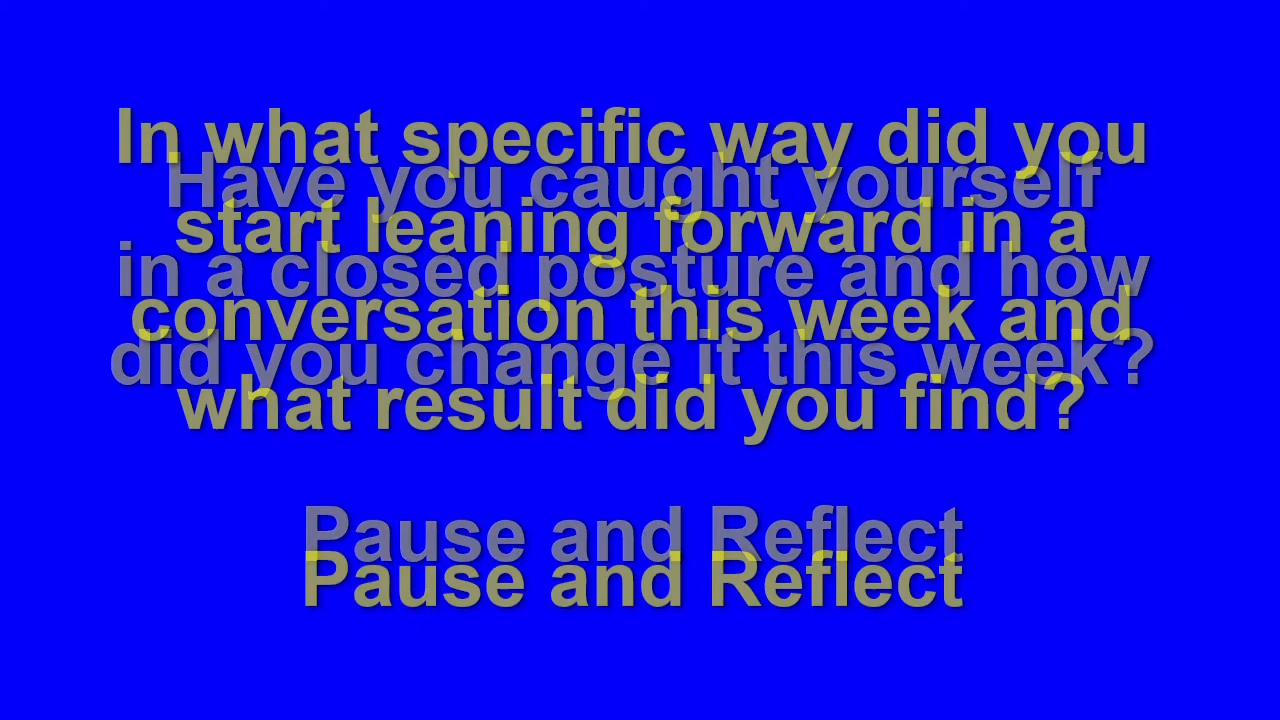 In what specific way did you
Have you caught yourself
start leaning forward in a
in a closed posture and how
conversation this week and
did you change it this week?
what result did you find?
Pause and Reflect
Pause and Reflect